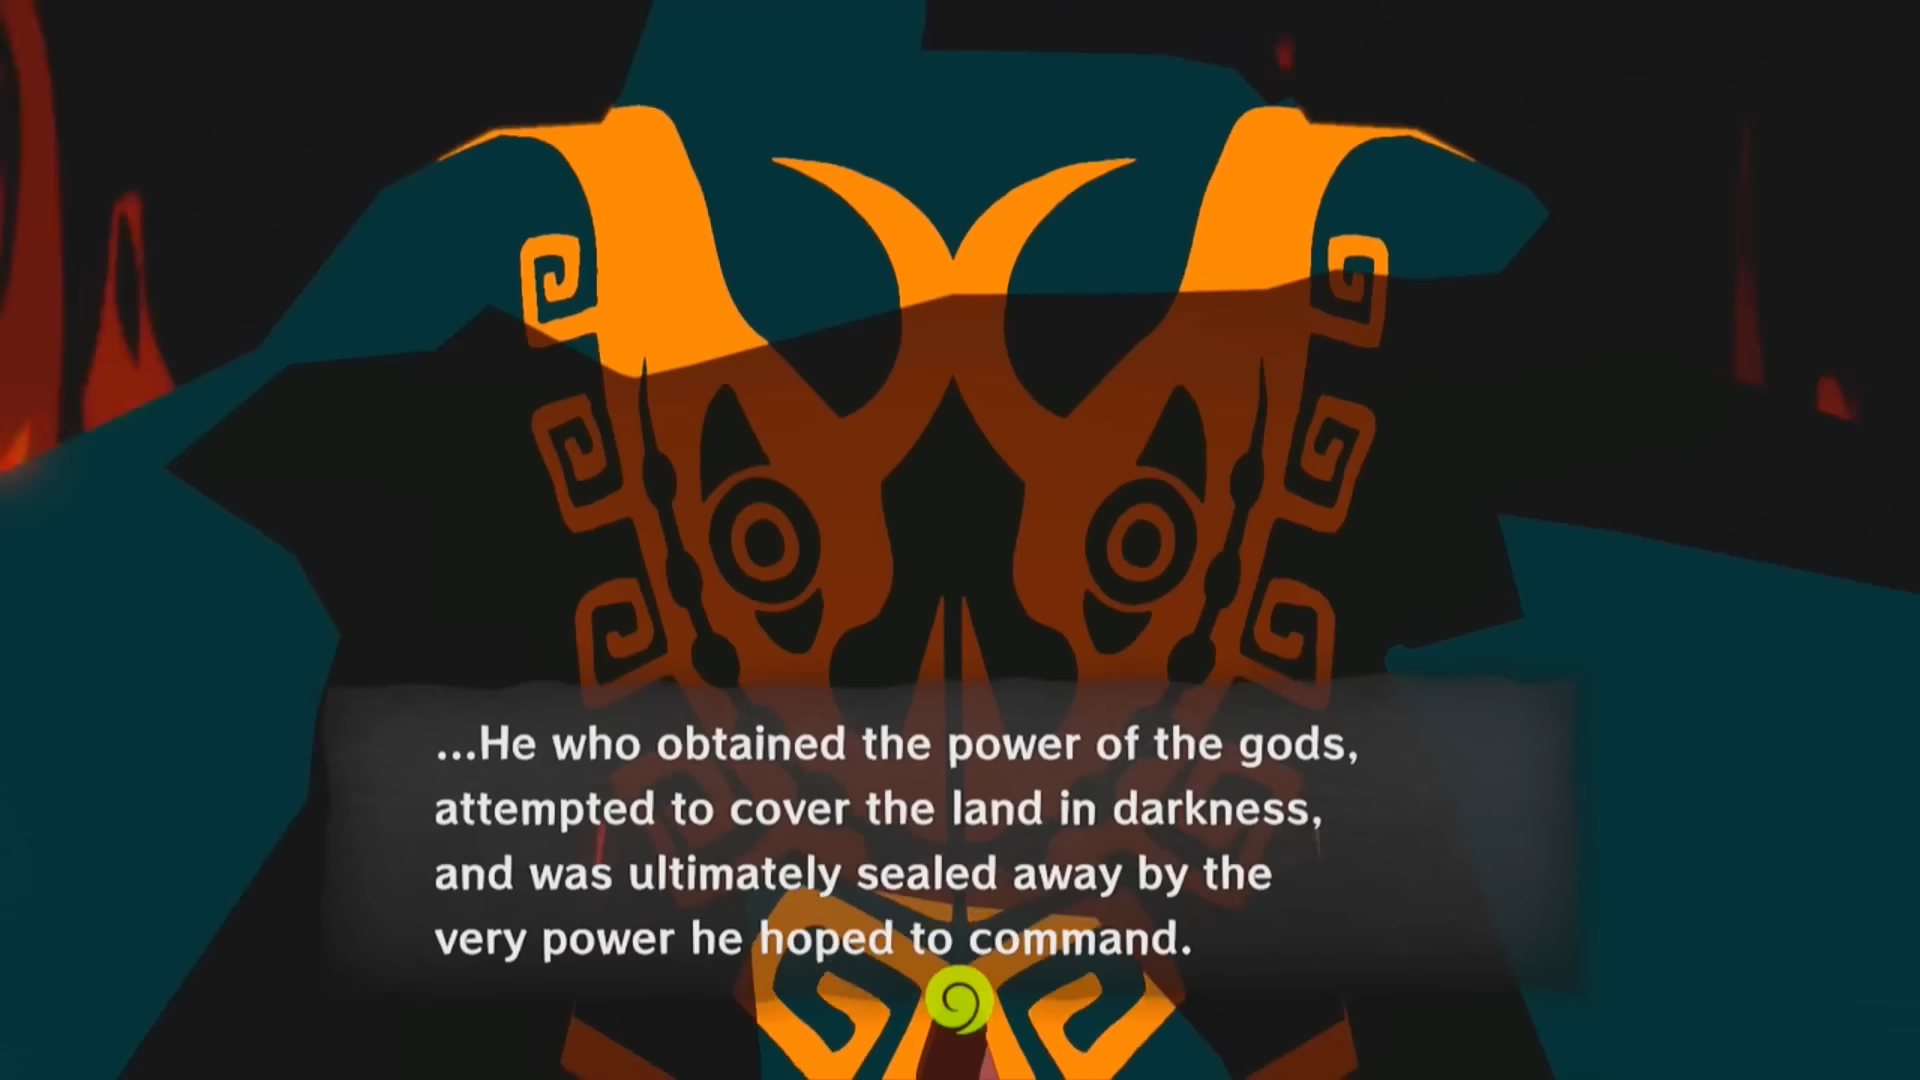 ...He who obtained the power of the gods,
attempted to cover the land in darkness,
and was ultimately sealed away by the
very power he hoped to command.